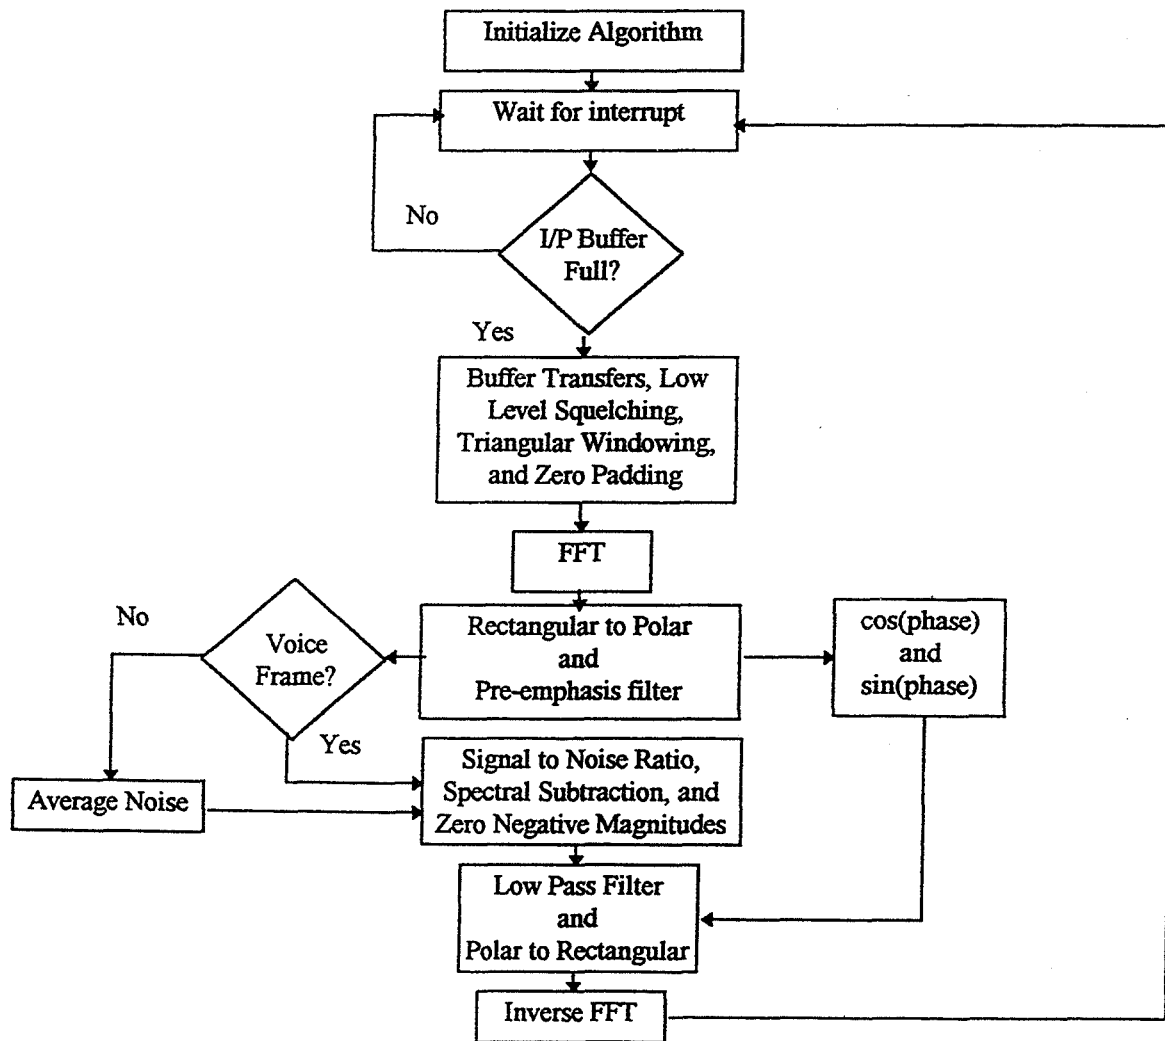 Initialize Algorithm
Wait for interrupt
No
I/P Buffer
Full?
Yes
Buffer Transfers, Low
Level Squelching,
Triangular Windowing,
and Zero Padding
FFT
No
Voice
Frame?
Rectangular to Polar
and
Pre-emphasis filter
cos(phase)
and
sin(phase)
Yes
Signal to Noise Ratio,
Spectral Subtraction, and
Zero Negative Magnitudes
Average Noise
Low Pass Filter
and
Polar to Rectangular
Inverse FFT